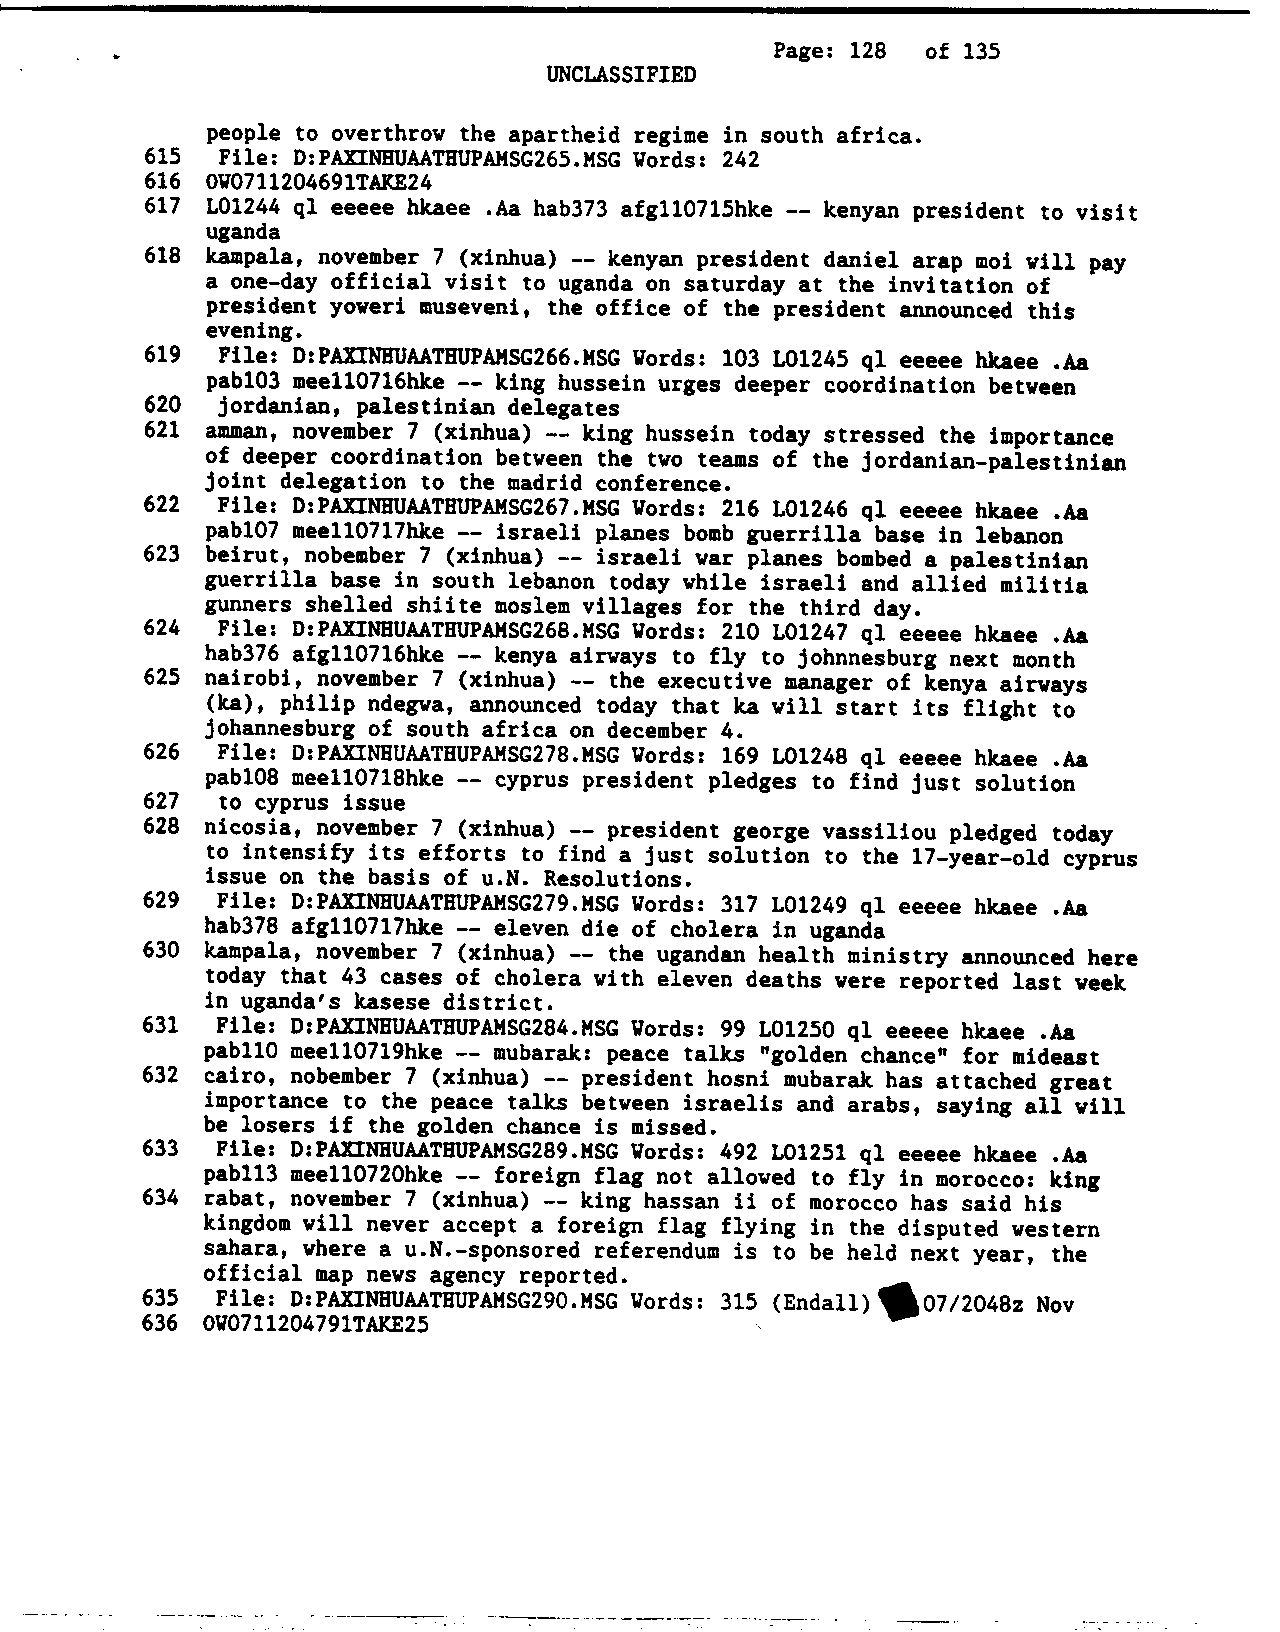 Page: 128 of 135
UNCLASSIFIED
people to overthrow the apartheid regime in south africa.
615 File: D:PAXINHUAATHUPAMSG265.MSG Words: 242
616 OW0711204691TAKE24
617 L01244 ql eeeee hkaee .Aa hab373 afgl10715hke -- kenyan president to visit
uganda
618 kampala, november 7 (xinhua) -- kenyan president daniel arap moi will pay
a one-day official visit to uganda on saturday at the invitation of
president yoweri museveni, the office of the president announced this
evening.
619 File: D:PAXINHUAATHUPAMSG266.MSG Words: 103 L01245 ql eeeee hkaee .Aa
pab103 meel10716hke -- king hussein urges deeper coordination between
620 jordanian, palestinian delegates
621 amman, november 7 (xinhua) -- king hussein today stressed the importance
of deeper coordination between the two teams of the jordanian-palestinian
joint delegation to the madrid conference.
622 File: D:PAXINHUAATHUPAMSG267.MSG Words: 216 L01246 ql eeeee hkaee .Aa
pab107 meel10717hke -- israeli planes bomb guerrilla base in lebanon
623 beirut, nobember 7 (xinhua) -- israeli war planes bombed a palestinian
guerrilla base in south lebanon today while israeli and allied militia
gunners shelled shiite moslem villages for the third day.
624 File: D:PAXINHUAATHUPAMSG268.MSG Words: 210 L01247 ql eeeee hkaee .Aa
hab376 afgl10716hke -- kenya airways to fly to johnnesburg next month
625 nairobi, november 7 (xinhua) -- the executive manager of kenya airways
(ka), philip ndegwa, announced today that ka will start its flight to
johannesburg of south africa on december 4.
626 File: D:PAXINHUAATHUPAMSG278.MSG Words: 169 L01248 ql eeeee hkaee .Aa
pab108 meel10718hke -- cyprus president pledges to find just solution
627 to cyprus issue
628 nicosia, november 7 (xinhua) -- president george vassiliou pledged today
to intensify its efforts to find a just solution to the 17-year-old cyprus
issue on the basis of u.N. Resolutions.
629 File: D:PAXINHUAATHUPAMSG279.MSG Words: 317 L01249 ql eeeee hkaee .Aa
hab378 afgl10717hke -- eleven die of cholera in uganda
630 kampala, november 7 (xinhua) -- the ugandan health ministry announced here
today that 43 cases of cholera with eleven deaths were reported last week
in uganda's kasese district.
631 File: D:PAXINHUAATHUPAMSG284.MSG Words: 99 L01250 ql eeeee hkaee .Aa
pab110 meel10719hke -- mubarak: peace talks "golden chance" for mideast
632 cairo, nobember 7 (xinhua) -- president hosni mubarak has attached great
importance to the peace talks between israelis and arabs, saying all will
be losers if the golden chance is missed.
633 File: D:PAXINHUAATHUPAMSG289.MSG Words: 492 L01251 ql eeeee hkaee .Aa
pab113 meel10720hke -- foreign flag not allowed to fly in morocco: king
634 rabat, november 7 (xinhua) -- king hassan ii of morocco has said his
kingdom will never accept a foreign flag flying in the disputed western
sahara, where a u.N.-sponsored referendum is to be held next year, the
official map news agency reported.
635 File: D:PAXINHUAATHUPAMSG290.MSG Words: 315 (Endall) 07/2048z Nov
636 OW0711204791TAKE25